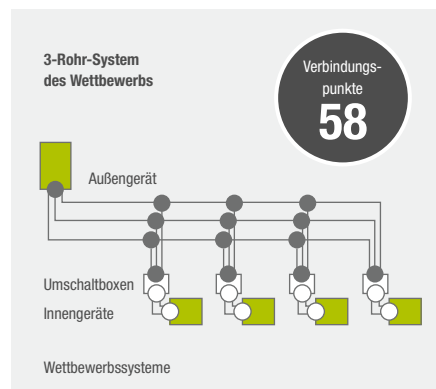 3-Rohr-System
des Wettbewerbs
Verbindungs-
punkte
58
Außengerät
Umschaltboxen
Innengeräte
Wettbewerbssysteme